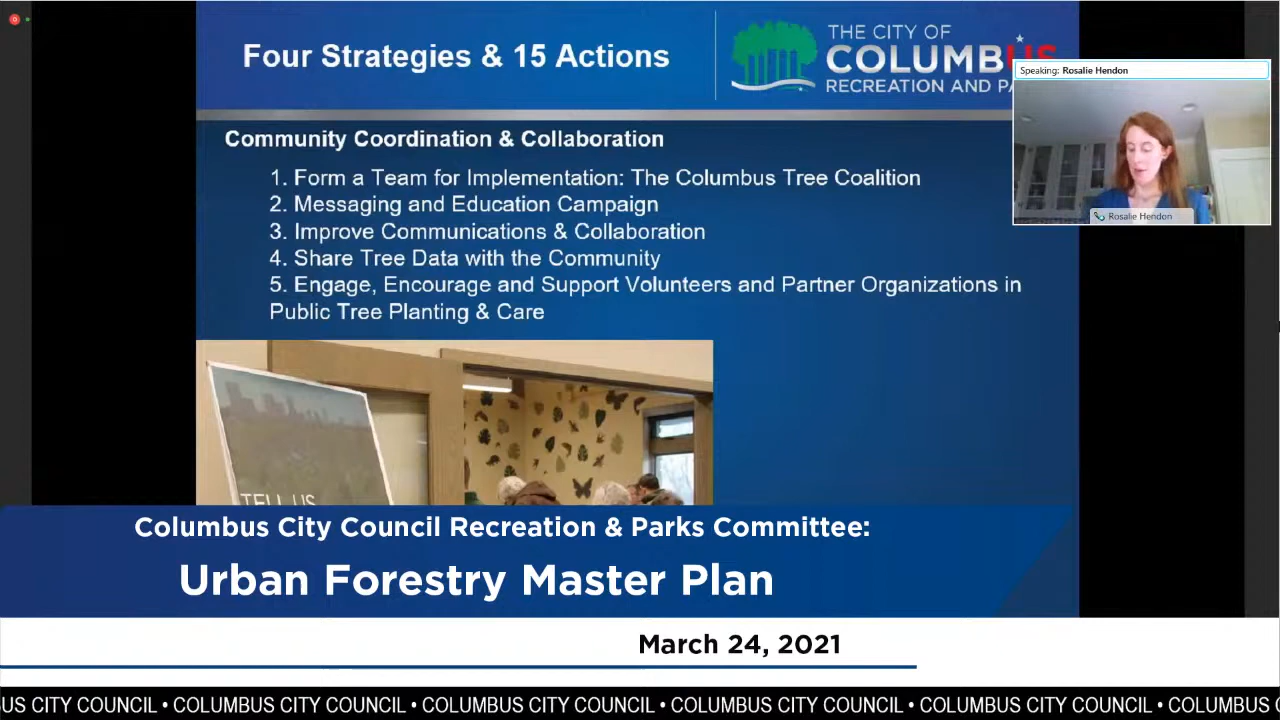 Four Strategies & 15 Actions
THE CITY OF
COLUMBUS
RECREATION AND PA
Speaking: Rosalie Hendon
Rosalie Hendon
Community Coordination & Collaboration
1. Form a Team for Implementation: The Columbus Tree Coalition
2. Messaging and Education Campaign
3. Improve Communications & Collaboration
4. Share Tree Data with the Community
5. Engage, Encourage and Support Volunteers and Partner Organizations in
Public Tree Planting & Care
TELL US
Columbus City Council Recreation & Parks Committee:
Urban Forestry Master Plan
March 24, 2021
US CITY COUNCIL • COLUMBUS CITY COUNCIL • COLUMBUS CITY COUNCIL • COLUMBUS CITY COUNCIL • COLUMBUS CITY COUNCIL • COLUMBUS